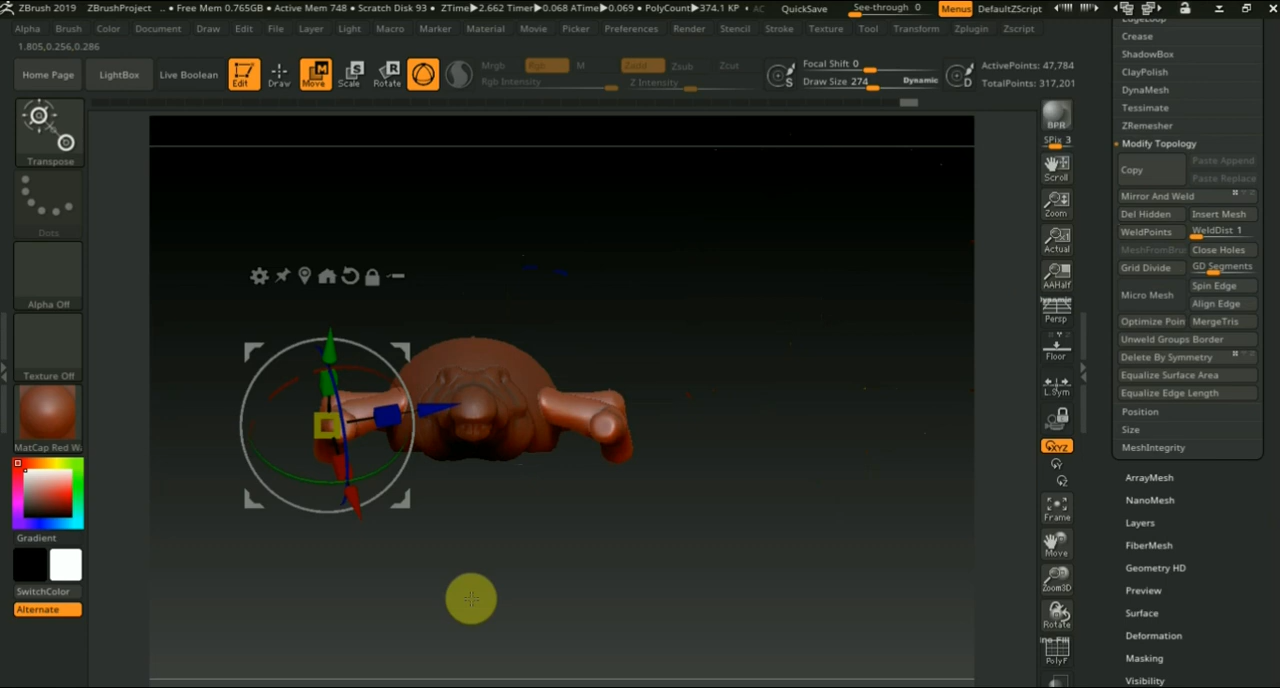 ZBrush 2019 ZBrushProject .. • Free Mem 0.765GB • Active Mem 748 • Scratch Disk 93 • ZTime▶2.662 Timer▶0.068 ATime▶0.069 • PolyCount▶374.1 KP • AC QuickSave See-through 0 Menus DefaultZScript
Alpha Brush Color Document Draw Edit File Layer Light Macro Marker Material Movie Picker Preferences Render Stencil Stroke Texture Tool Transform Zplugin Zscript
1.805,0.256,0.286
Home Page LightBox Live Boolean Edit Draw Move Scale Rotate
Mrgb Rgb M Zadd Zsub Zcut
Rgb Intensity Z Intensity
S Focal Shift 0
Draw Size 274 Dynamic D
ActivePoints: 47,784
TotalPoints: 317,201
Transpose
Dots
Alpha Off
Texture Off
MatCap Red Wa
Gradient
SwitchColor
Alternate
BPR
SPix 3
Scroll
Zoom
Actual
AAHalf
Dynamic
Persp
Floor
L.Sym
XYZ
Y
Z
Frame
Move
Zoom3D
Rotate
PolyF
EdgeLoop
Crease
ShadowBox
ClayPolish
DynaMesh
Tessimate
ZRemesher
Modify Topology
Copy Paste Append
Paste Replace
Mirror And Weld
Del Hidden Insert Mesh
WeldPoints WeldDist 1
MeshFromBru Close Holes
Grid Divide GD Segments
Micro Mesh Spin Edge
Align Edge
Optimize Poin MergeTris
Unweld Groups Border
Delete By Symmetry
Equalize Surface Area
Equalize Edge Length
Position
Size
MeshIntegrity
ArrayMesh
NanoMesh
Layers
FiberMesh
Geometry HD
Preview
Surface
Deformation
Masking
Visibility